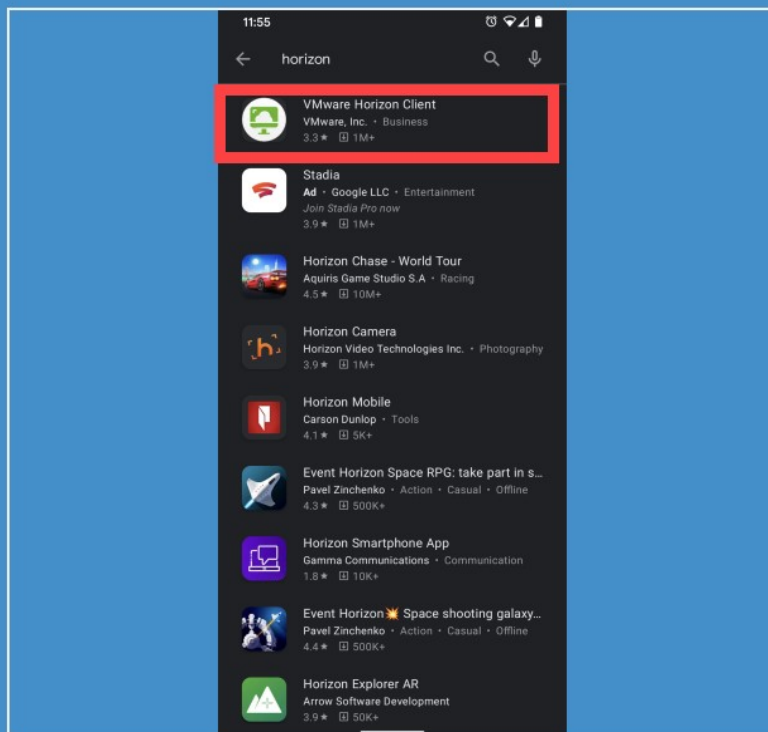 11:55
horizon
VMware Horizon Client
VMware, Inc. • Business
3.3★ 1M+
Stadia
Ad • Google LLC • Entertainment
Join Stadia Pro now
3.9★ 1M+
Horizon Chase - World Tour
Aquiris Game Studio S.A • Racing
4.5★ 10M+
h
Horizon Camera
Horizon Video Technologies Inc. • Photography
3.9★ 1M+
Horizon Mobile
Carson Dunlop • Tools
4.1★ 5K+
Event Horizon Space RPG: take part in s...
Pavel Zinchenko • Action • Casual • Offline
4.3★ 500K+
Horizon Smartphone App
Gamma Communications • Communication
1.8★ 10K+
Event Horizon💥 Space shooting galaxy...
Pavel Zinchenko • Action • Casual • Offline
4.4★ 500K+
Horizon Explorer AR
Arrow Software Development
3.9★ 50K+